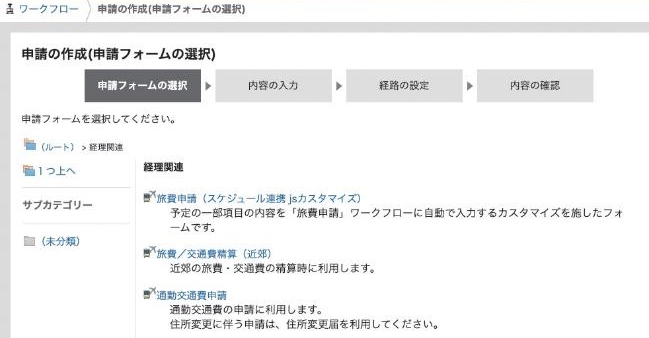 ワークフロー 申請の作成(申請フォームの選択)
申請の作成(申請フォームの選択)
申請フォームの選択 内容の入力 経路の設定 内容の確認
申請フォームを選択してください。
（ルート） > 経理関連
1つ上へ
サブカテゴリー
（未分類）
経理関連
旅費申請（スケジュール連携 jsカスタマイズ）
予定の一部項目の内容を「旅費申請」ワークフローに自動で入力するカスタマイズを施したフォ
ームです。
旅費／交通費精算（近郊）
近郊の旅費・交通費の精算時に利用します。
通勤交通費申請
通勤交通費の申請に利用します。
住所変更に伴う申請は、住所変更届を利用してください。